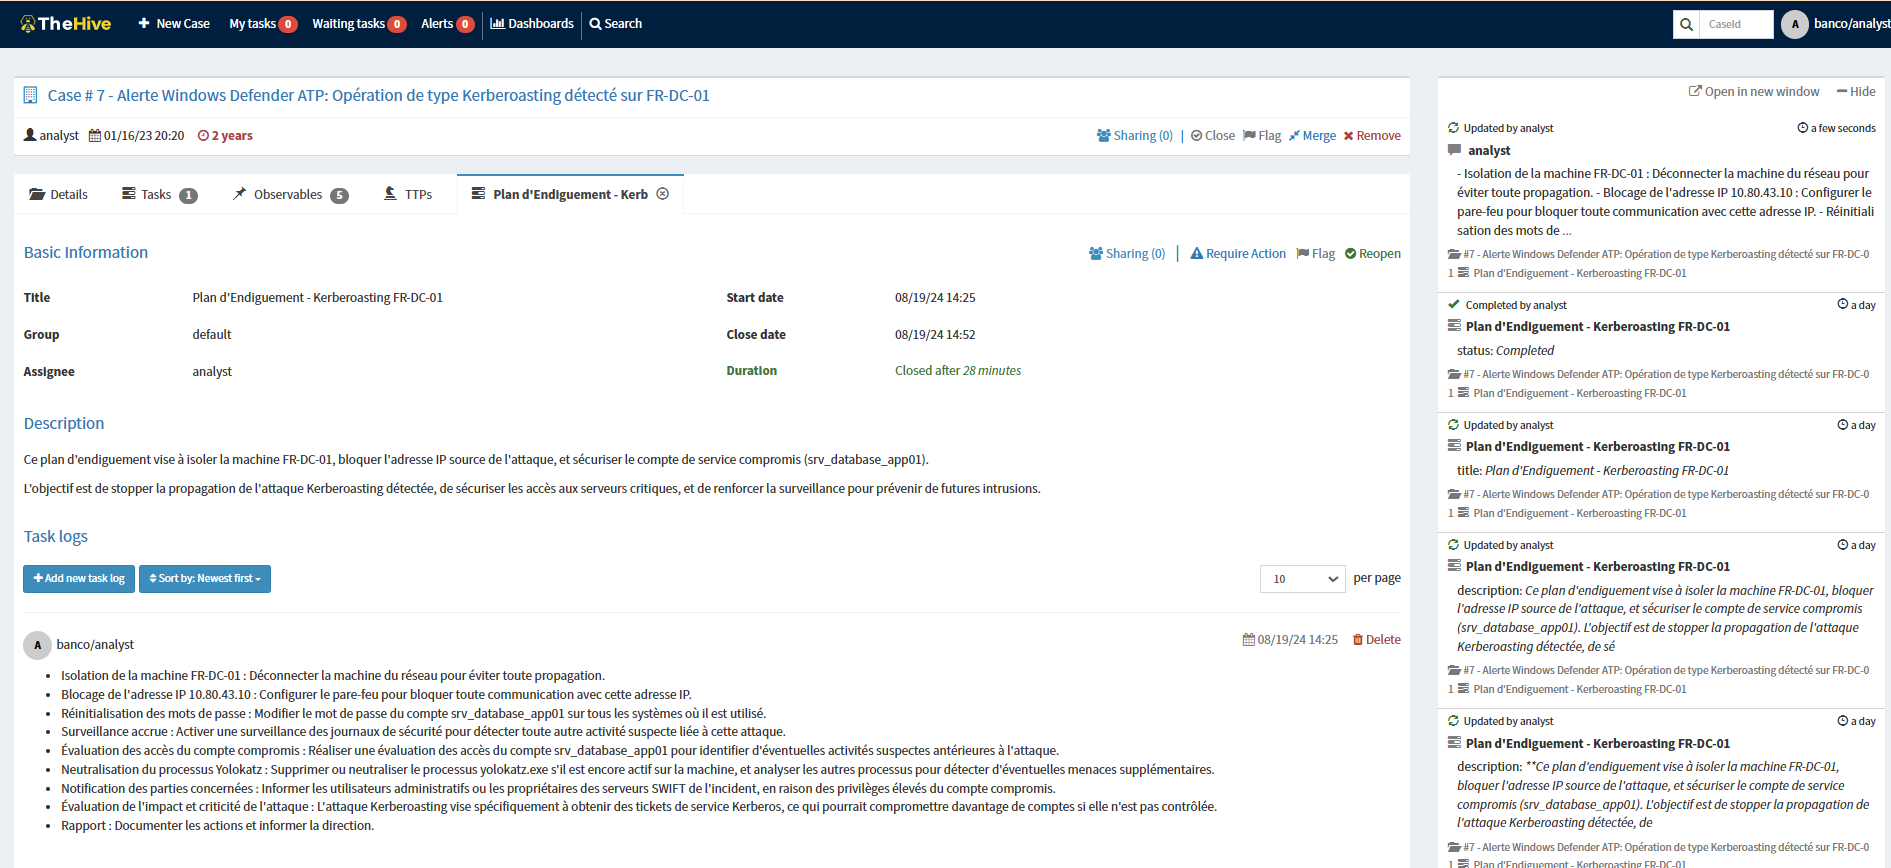 TheHive
New Case
My tasks 0
Waiting tasks 0
Alerts 0
Dashboards
Search
CaseId
A
banco/analyst
Case # 7 - Alerte Windows Defender ATP: Opération de type Kerberoasting détecté sur FR-DC-01
analyst 01/16/23 20:20 2 years
Sharing (0) | Close Flag Merge Remove
Details
Tasks 1
Observables 5
TTPs
Plan d'Endiguement - Kerb
Basic Information
Sharing (0) | Require Action Flag Reopen
Title Plan d'Endiguement - Kerberoasting FR-DC-01
Start date 08/19/24 14:25
Group default
Close date 08/19/24 14:52
Assignee analyst
Duration Closed after 28 minutes
Description
Ce plan d'endiguement vise à isoler la machine FR-DC-01, bloquer l'adresse IP source de l'attaque, et sécuriser le compte de service compromis (srv_database_app01).
L'objectif est de stopper la propagation de l'attaque Kerberoasting détectée, de sécuriser les accès aux serveurs critiques, et de renforcer la surveillance pour prévenir de futures intrusions.
Task logs
Add new task log
Sort by: Newest first
10 per page
A banco/analyst
08/19/24 14:25 Delete
• Isolation de la machine FR-DC-01 : Déconnecter la machine du réseau pour éviter toute propagation.
• Blocage de l'adresse IP 10.80.43.10 : Configurer le pare-feu pour bloquer toute communication avec cette adresse IP.
• Réinitialisation des mots de passe : Modifier le mot de passe du compte srv_database_app01 sur tous les systèmes où il est utilisé.
• Surveillance accrue : Activer une surveillance des journaux de sécurité pour détecter toute autre activité suspecte liée à cette attaque.
• Évaluation des accès du compte compromis : Réaliser une évaluation des accès du compte srv_database_app01 pour identifier d'éventuelles activités suspectes antérieures à l'attaque.
• Neutralisation du processus Yolokatz : Supprimer ou neutraliser le processus yolokatz.exe s'il est encore actif sur la machine, et analyser les autres processus pour détecter d'éventuelles menaces supplémentaires.
• Notification des parties concernées : Informer les utilisateurs administratifs ou les propriétaires des serveurs SWIFT de l'incident, en raison des privilèges élevés du compte compromis.
• Évaluation de l'impact et criticité de l'attaque : L'attaque Kerberoasting vise spécifiquement à obtenir des tickets de service Kerberos, ce qui pourrait compromettre davantage de comptes si elle n'est pas contrôlée.
• Rapport : Documenter les actions et informer la direction.
Open in new window Hide
Updated by analyst a few seconds
analyst
- Isolation de la machine FR-DC-01 : Déconnecter la machine du réseau pour
éviter toute propagation. - Blocage de l'adresse IP 10.80.43.10 : Configurer le
pare-feu pour bloquer toute communication avec cette adresse IP. - Réinitiali
sation des mots de ...
#7 - Alerte Windows Defender ATP: Opération de type Kerberoasting détecté sur FR-DC-0
1 Plan d'Endiguement - Kerberoasting FR-DC-01
Completed by analyst a day
Plan d'Endiguement - Kerberoasting FR-DC-01
status: Completed
#7 - Alerte Windows Defender ATP: Opération de type Kerberoasting détecté sur FR-DC-0
1 Plan d'Endiguement - Kerberoasting FR-DC-01
Updated by analyst a day
Plan d'Endiguement - Kerberoasting FR-DC-01
title: Plan d'Endiguement - Kerberoasting FR-DC-01
#7 - Alerte Windows Defender ATP: Opération de type Kerberoasting détecté sur FR-DC-0
1 Plan d'Endiguement - Kerberoasting FR-DC-01
Updated by analyst a day
Plan d'Endiguement - Kerberoasting FR-DC-01
description: Ce plan d'endiguement vise à isoler la machine FR-DC-01, bloquer
l'adresse IP source de l'attaque, et sécuriser le compte de service compromis
(srv_database_app01). L'objectif est de stopper la propagation de l'attaque
Kerberoasting détectée, de sé
#7 - Alerte Windows Defender ATP: Opération de type Kerberoasting détecté sur FR-DC-0
1 Plan d'Endiguement - Kerberoasting FR-DC-01
Updated by analyst a day
Plan d'Endiguement - Kerberoasting FR-DC-01
description: **Ce plan d'endiguement vise à isoler la machine FR-DC-01,
bloquer l'adresse IP source de l'attaque, et sécuriser le compte de service
compromis (srv_database_app01). L'objectif est de stopper la propagation de
l'attaque Kerberoasting détectée, de
#7 - Alerte Windows Defender ATP: Opération de type Kerberoasting détecté sur FR-DC-0
1 Plan d'Endiguement - Kerberoasting FR-DC-01